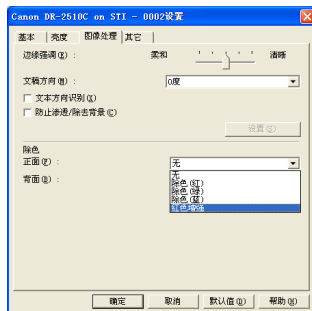 Canon DR-2510C on STI - 0002设置
基本 亮度 图像处理 其它
边缘强调(E): 柔和 清晰
文稿方向(M): 0度
文本方向识别(X)
防止渗透/除去背景(C)
设置(G)
除色
正面(F): 无
背面(B):
无
除色(红)
除色(绿)
除色(蓝)
红色增强
确定 取消 默认值(D) 帮助(H)